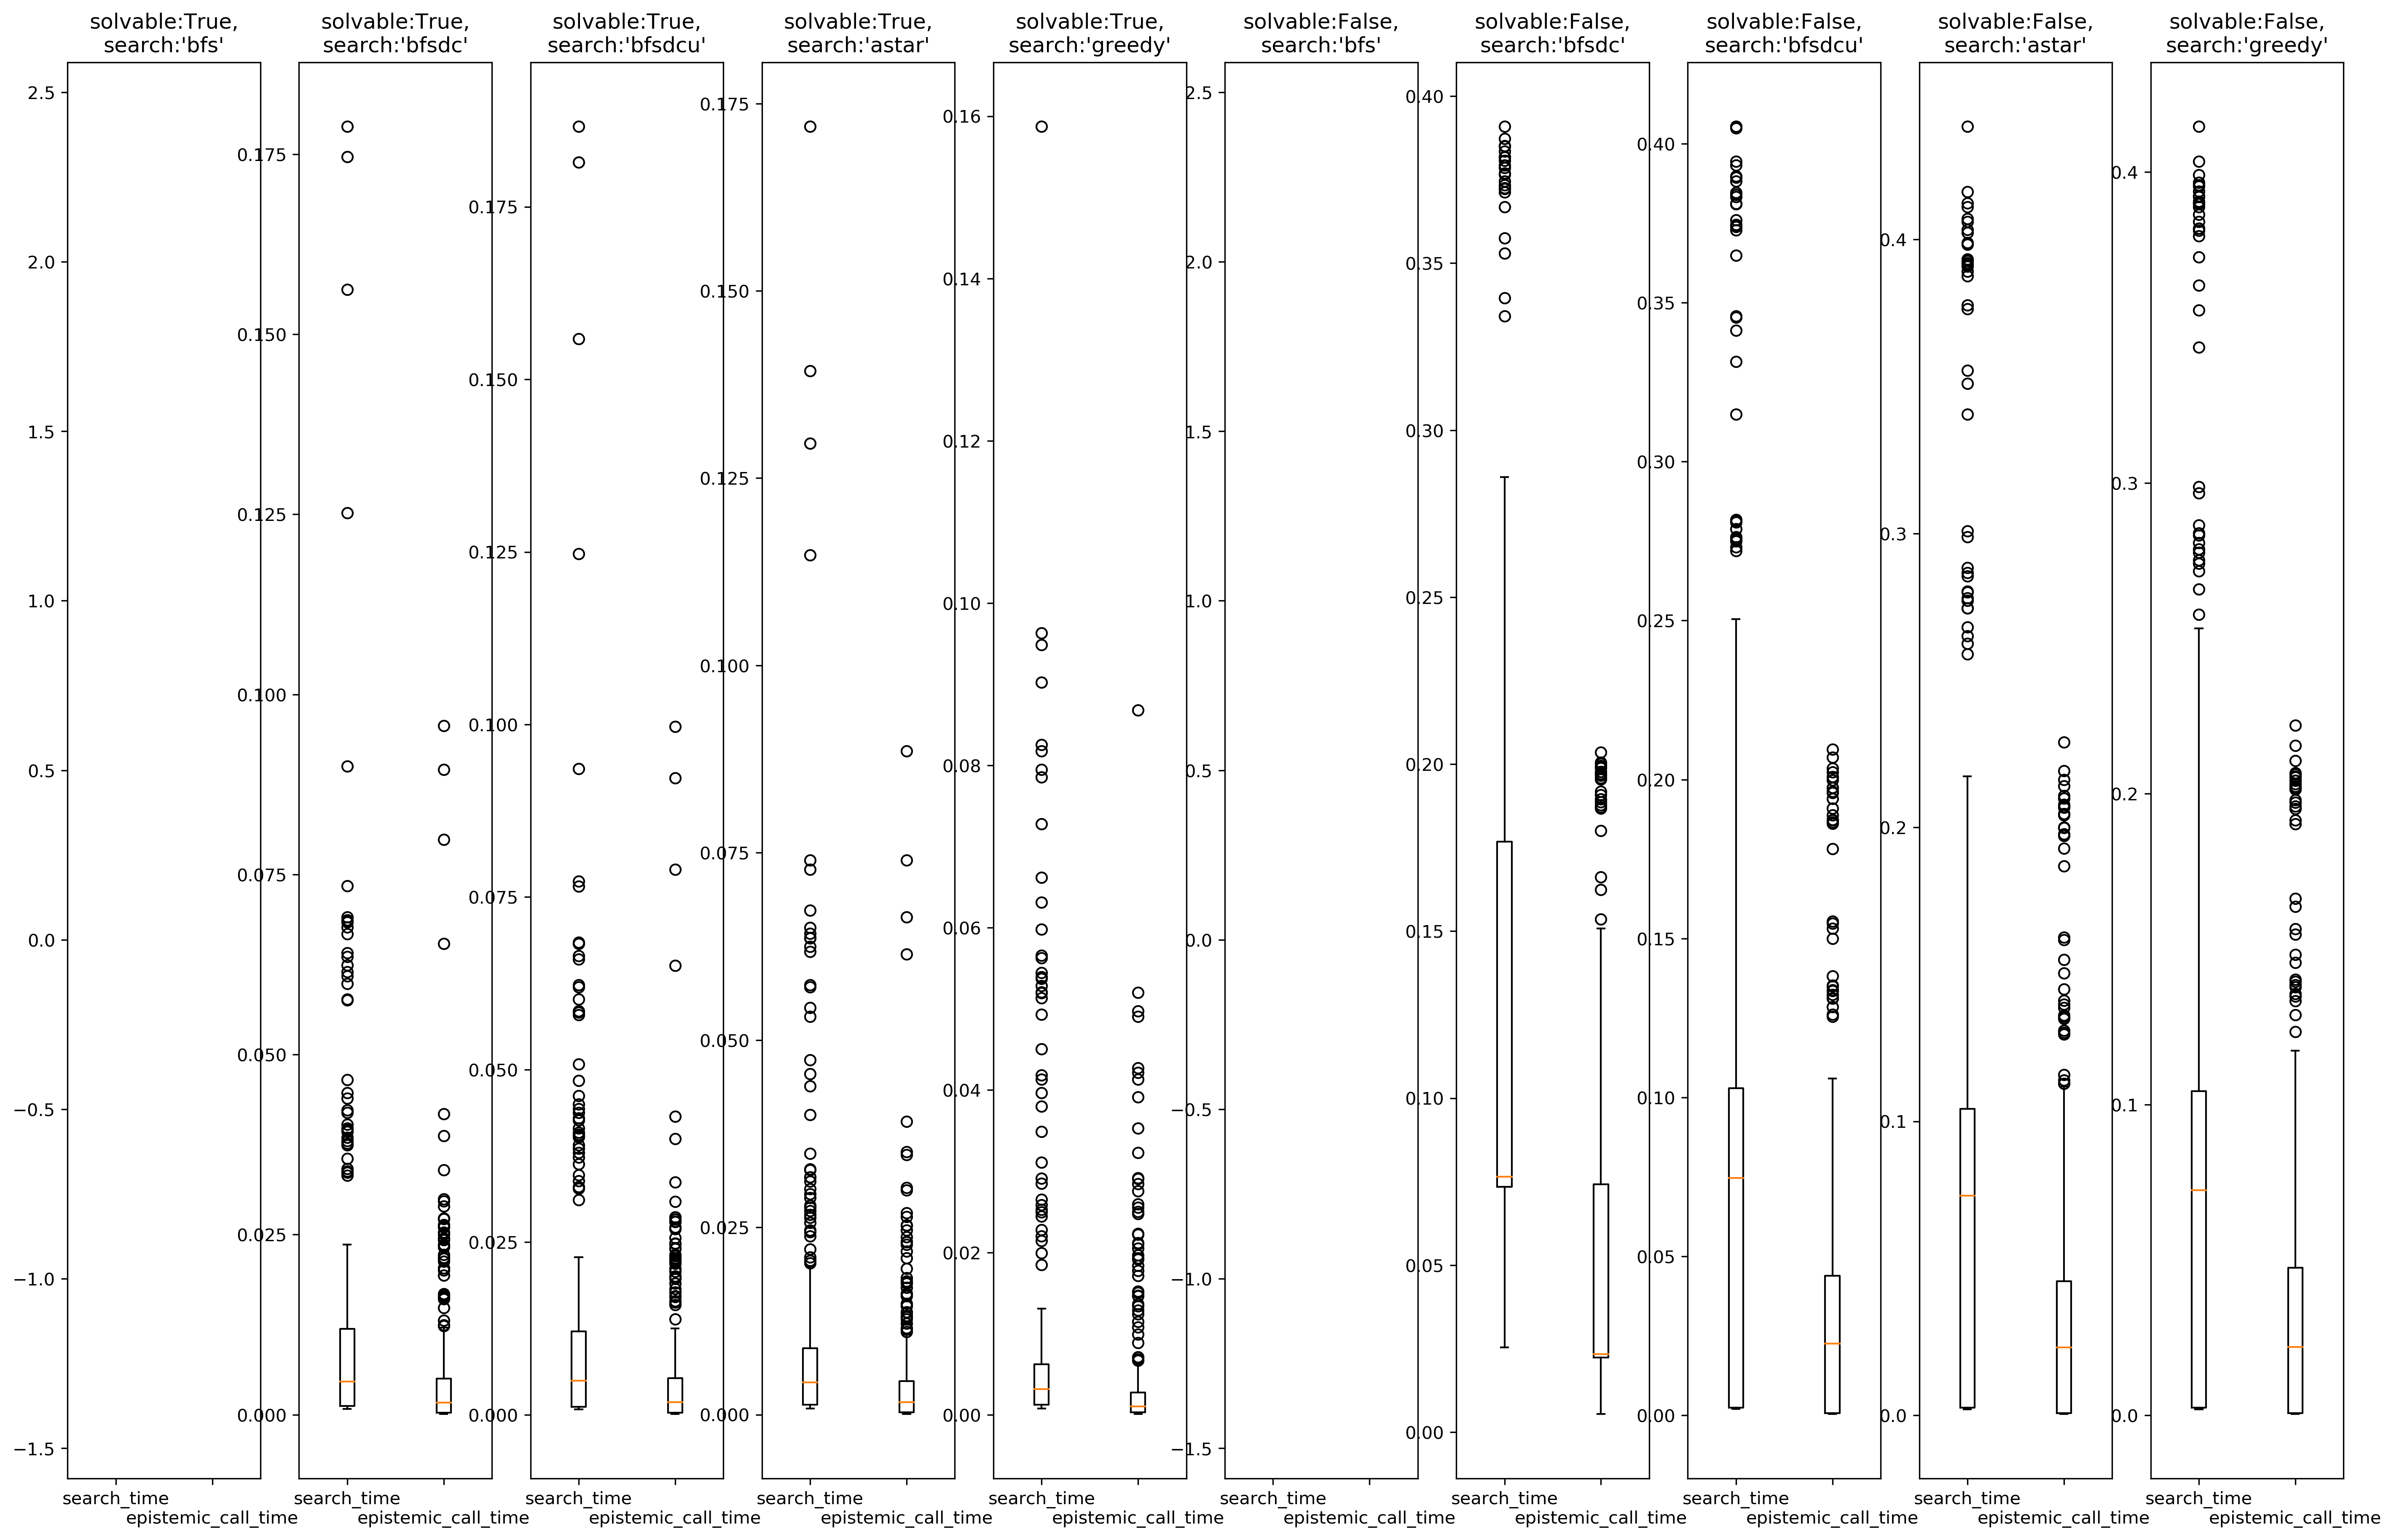 solvable:True,
search:'bfs'
2.5
2.0
1.5
1.0
0.5
0.0
−0.5
−1.0
−1.5
search_time
epistemic_call_time
solvable:True,
search:'bfsdc'
0.175
0.150
0.125
0.100
0.075
0.050
0.025
0.000
search_time
epistemic_call_time
solvable:True,
search:'bfsdcu'
0.175
0.150
0.125
0.100
0.075
0.050
0.025
0.000
search_time
epistemic_call_time
solvable:True,
search:'astar'
0.175
0.150
0.125
0.100
0.075
0.050
0.025
0.000
search_time
epistemic_call_time
solvable:True,
search:'greedy'
0.16
0.14
0.12
0.10
0.08
0.06
0.04
0.02
0.00
search_time
epistemic_call_time
solvable:False,
search:'bfs'
2.5
2.0
1.5
1.0
0.5
0.0
−0.5
−1.0
−1.5
search_time
epistemic_call_time
solvable:False,
search:'bfsdc'
0.40
0.35
0.30
0.25
0.20
0.15
0.10
0.05
0.00
search_time
epistemic_call_time
solvable:False,
search:'bfsdcu'
0.40
0.35
0.30
0.25
0.20
0.15
0.10
0.05
0.00
search_time
epistemic_call_time
solvable:False,
search:'astar'
0.4
0.3
0.2
0.1
0.0
search_time
epistemic_call_time
solvable:False,
search:'greedy'
0.4
0.3
0.2
0.1
0.0
search_time
epistemic_call_time